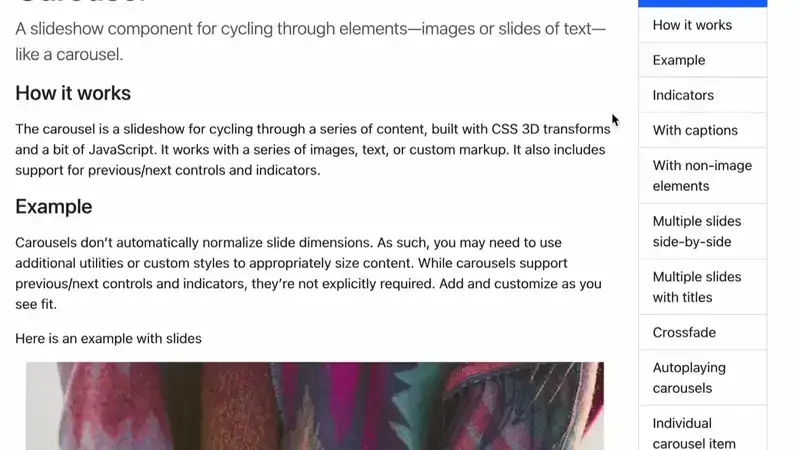 Carousel
A slideshow component for cycling through elements—images or slides of text—
like a carousel.
How it works
The carousel is a slideshow for cycling through a series of content, built with CSS 3D transforms
and a bit of JavaScript. It works with a series of images, text, or custom markup. It also includes
support for previous/next controls and indicators.
Example
Carousels don’t automatically normalize slide dimensions. As such, you may need to use
additional utilities or custom styles to appropriately size content. While carousels support
previous/next controls and indicators, they’re not explicitly required. Add and customize as you
see fit.
Here is an example with slides
How it works
Example
Indicators
With captions
With non-image
elements
Multiple slides
side-by-side
Multiple slides
with titles
Crossfade
Autoplaying
carousels
Individual
carousel item